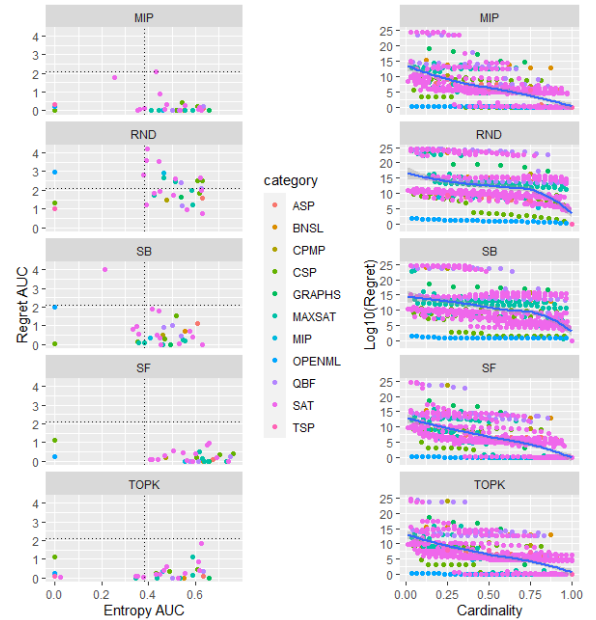 MIP
4
3
2
1
0
RND
4
3
2
1
0
SB
4
3
2
1
0
SF
4
3
2
1
0
TOPK
4
3
2
1
0
0.0 0.2 0.4 0.6
Entropy AUC
Regret AUC
category
ASP
BNSL
CPMP
CSP
GRAPHS
MAXSAT
MIP
OPENML
QBF
SAT
TSP
MIP
25
20
15
10
5
0
RND
25
20
15
10
5
0
SB
25
20
15
10
5
0
SF
25
20
15
10
5
0
TOPK
25
20
15
10
5
0
0.00 0.25 0.50 0.75 1.00
Cardinality
Log10(Regret)